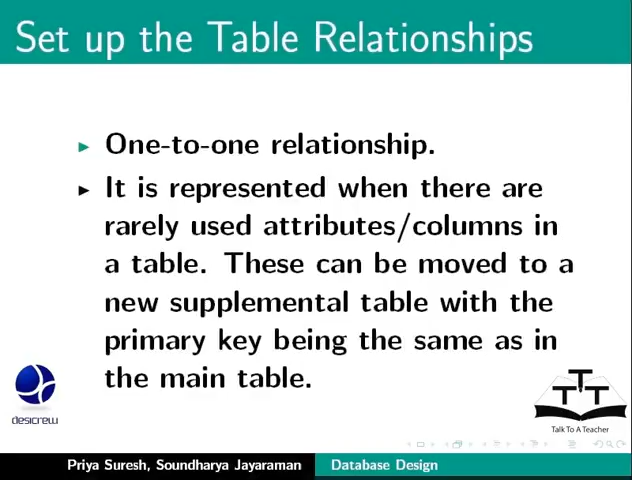 Set up the Table Relationships
One-to-one relationship.
It is represented when there are
rarely used attributes/columns in
a table. These can be moved to a
new supplemental table with the
primary key being the same as in
the main table.
desicrew
TTT
Talk To A Teacher
Priya Suresh, Soundharya Jayaraman
Database Design